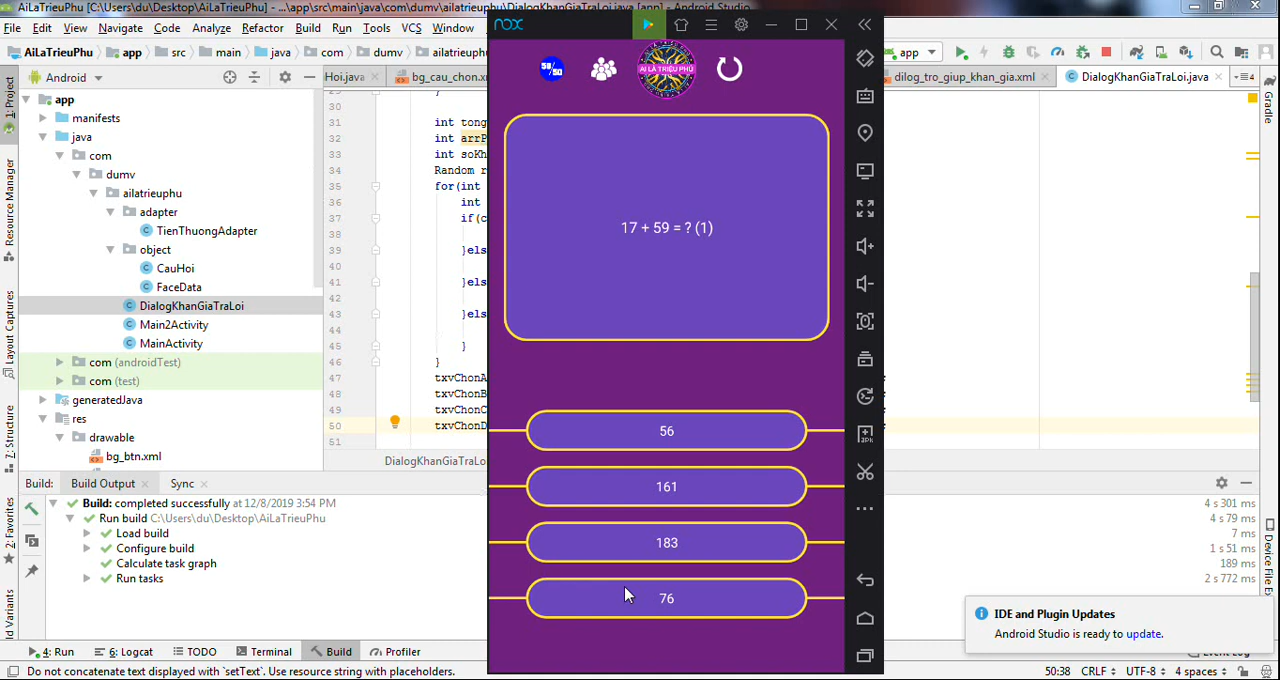 AiLaTrieuPhu [C:\Users\du\Desktop\AiLaTrieuPhu] - ...\app\src\main\java\com\dumv\ailatrieuphu\DialogKhanGiaTraLoi.java [app] - Android Studio
File Edit View Navigate Code Analyze Refactor Build Run Tools VCS Window
AiLaTrieuPhu app src main java com dumv ailatrieuphu
app
Android
Hoi.java bg_cau_chon.x
dilog_tro_giup_khan_gia.xml DialogKhanGiaTraLoi.java
1: Project
Resource Manager
Layout Captures
7: Structure
2: Favorites
Gradle
app
manifests
java
com
dumv
ailatrieuphu
adapter
TienThuongAdapter
object
CauHoi
FaceData
DialogKhanGiaTraLoi
Main2Activity
MainActivity
com (androidTest)
com (test)
generatedJava
res
drawable
bg_btn.xml
30
31 int tong
32 int arrP
33 int soKh
34 Random r
35 for(int
36 int
37 if(c
38
39 }els
40
41 }els
42
43 }els
44
45 }
46 }
47 txvChonA
48 txvChonB
49 txvChonC
50 txvChonD
51
DialogKhanGiaTraLo
nox
50/50
AI LÀ TRIỆU PHÚ
17 + 59 = ? (1)
56
161
183
76
Build: Build Output Sync
Build: completed successfully at 12/8/2019 3:54 PM
Run build C:\Users\du\Desktop\AiLaTrieuPhu
Load build
Configure build
Calculate task graph
Run tasks
4 s 301 ms
4 s 79 ms
7 ms
1 s 51 ms
189 ms
2 s 772 ms
IDE and Plugin Updates
Android Studio is ready to update.
4: Run 6: Logcat TODO Terminal Build Profiler
Event Log
Do not concatenate text displayed with `setText`. Use resource string with placeholders.
50:38 CRLF UTF-8 4 spaces